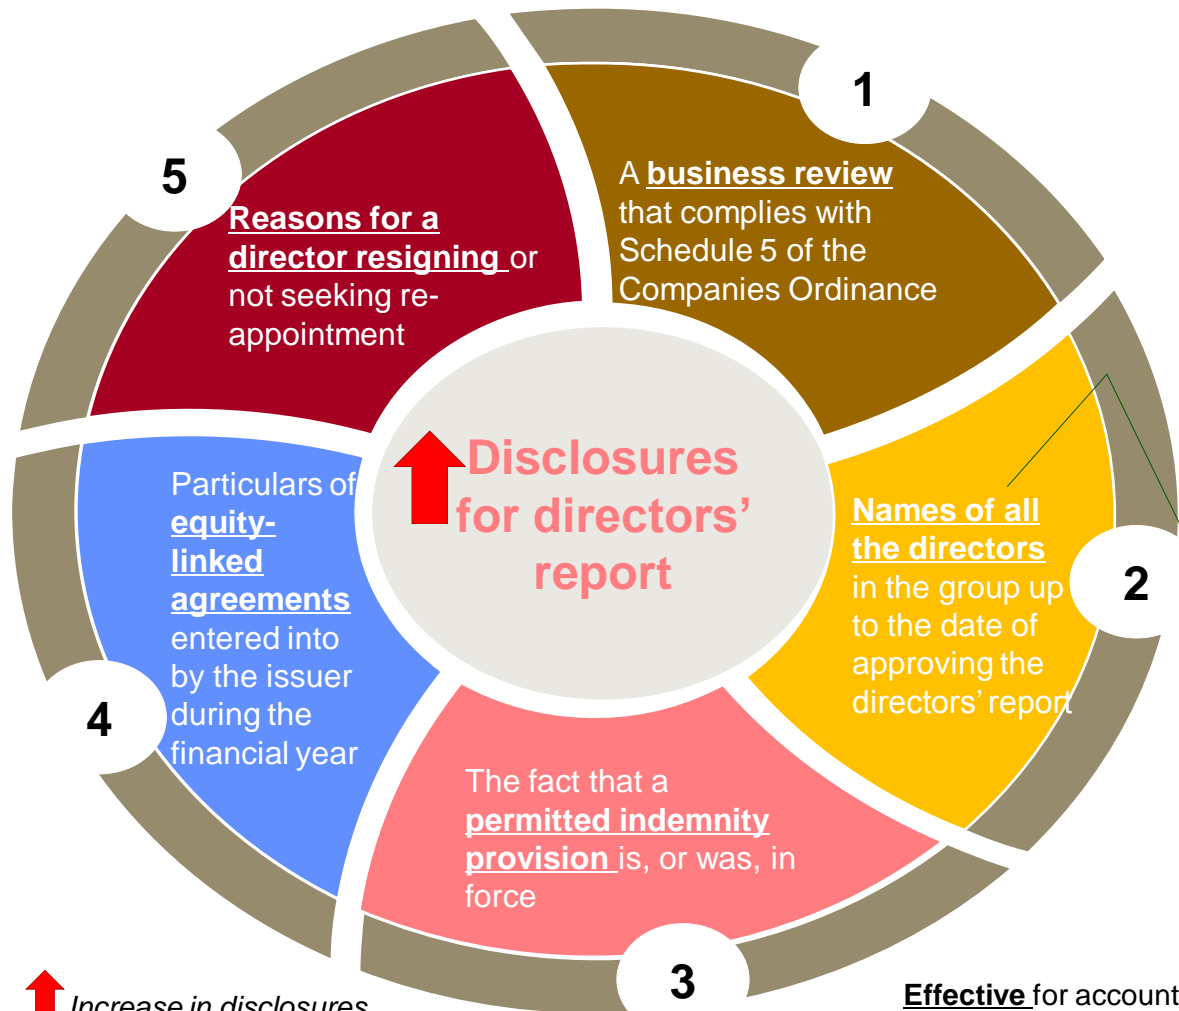 1
A business review
that complies with
Schedule 5 of the
Companies Ordinance
2
Names of all
the directors
in the group up
to the date of
approving the
directors’ report
3
The fact that a
permitted indemnity
provision is, or was, in
force
4
Particulars of
equity-
linked
agreements
entered into
by the issuer
during the
financial year
5
Reasons for a
director resigning or
not seeking re-
appointment
Disclosures
for directors’
report
Increase in disclosures
Effective for account